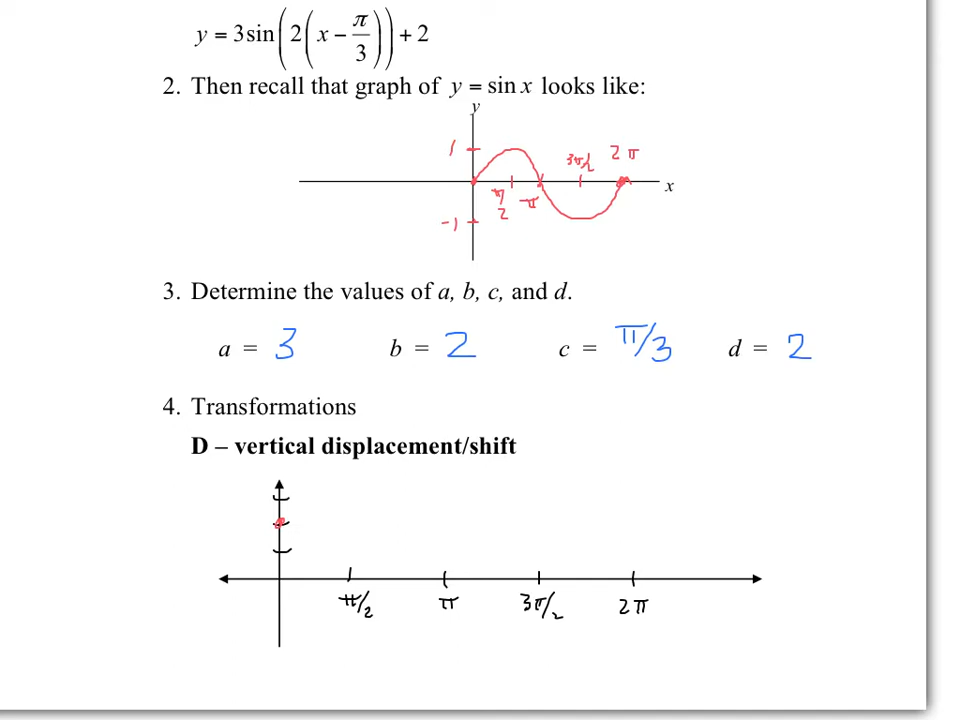 y = 3sin(2(x − π/3)) + 2
2. Then recall that graph of y = sin x looks like:
y
1
3π/2
2π
x
π/2
π
-1
3. Determine the values of a, b, c, and d.
a = 3 b = 2 c = π/3 d = 2
4. Transformations
D – vertical displacement/shift
π/2 π 3π/2 2π